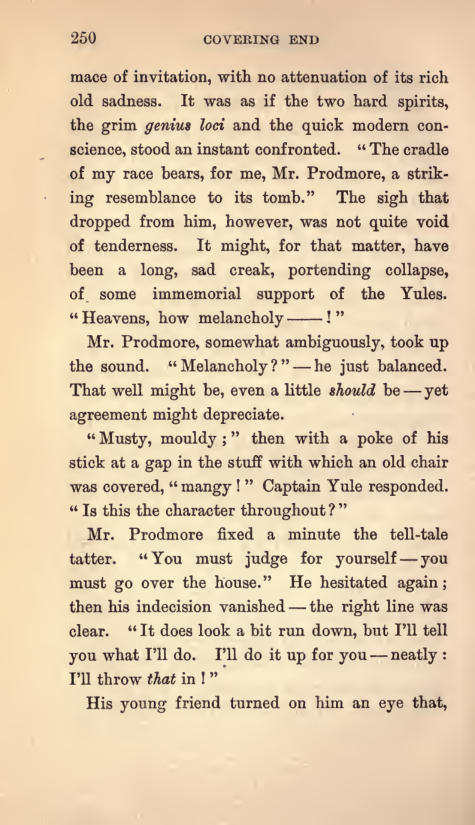 250 COVERING END
mace of invitation, with no attenuation of its rich
old sadness. It was as if the two hard spirits,
the grim genius loci and the quick modern con-
science, stood an instant confronted. “The cradle
of my race bears, for me, Mr. Prodmore, a strik-
ing resemblance to its tomb.” The sigh that
dropped from him, however, was not quite void
of tenderness. It might, for that matter, have
been a long, sad creak, portending collapse,
of some immemorial support of the Yules.
“Heavens, how melancholy——!”
Mr. Prodmore, somewhat ambiguously, took up
the sound. “Melancholy?”—he just balanced.
That well might be, even a little should be—yet
agreement might depreciate.
“Musty, mouldy;” then with a poke of his
stick at a gap in the stuff with which an old chair
was covered, “mangy!” Captain Yule responded.
“Is this the character throughout?”
Mr. Prodmore fixed a minute the tell-tale
tatter. “You must judge for yourself—you
must go over the house.” He hesitated again;
then his indecision vanished—the right line was
clear. “It does look a bit run down, but I’ll tell
you what I’ll do. I’ll do it up for you—neatly:
I’ll throw that in!”
His young friend turned on him an eye that,